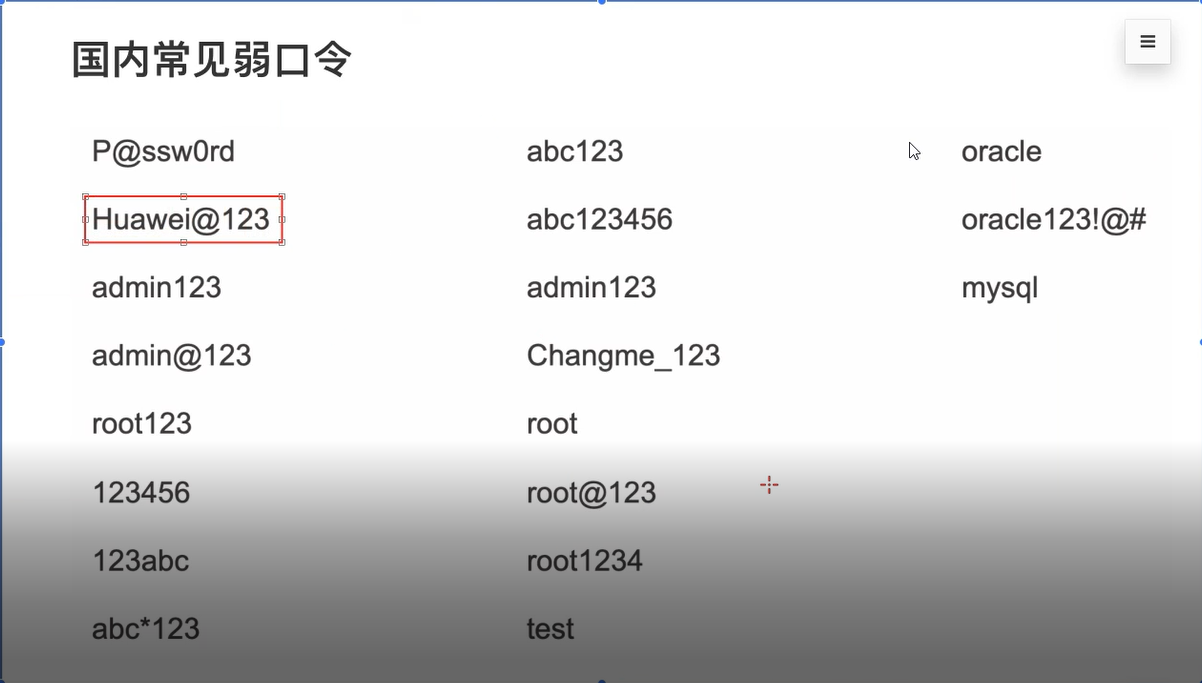 国内常见弱口令
P@ssw0rd
abc123
oracle
Huawei@123
abc123456
oracle123!@#
admin123
admin123
mysql
admin@123
Changme_123
root123
root
123456
root@123
123abc
root1234
abc*123
test